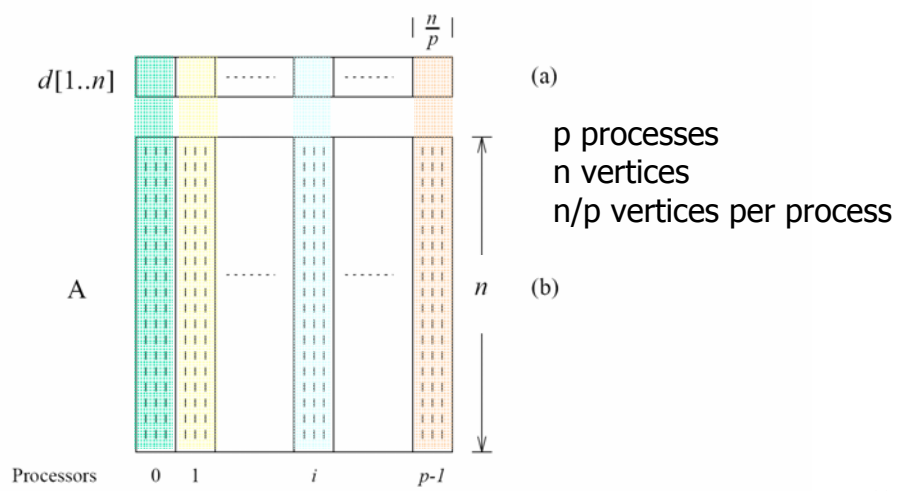 | n/p |
d[1..n]
(a)
p processes
n vertices
n/p vertices per process
A
n
(b)
Processors 0 1 i p-1